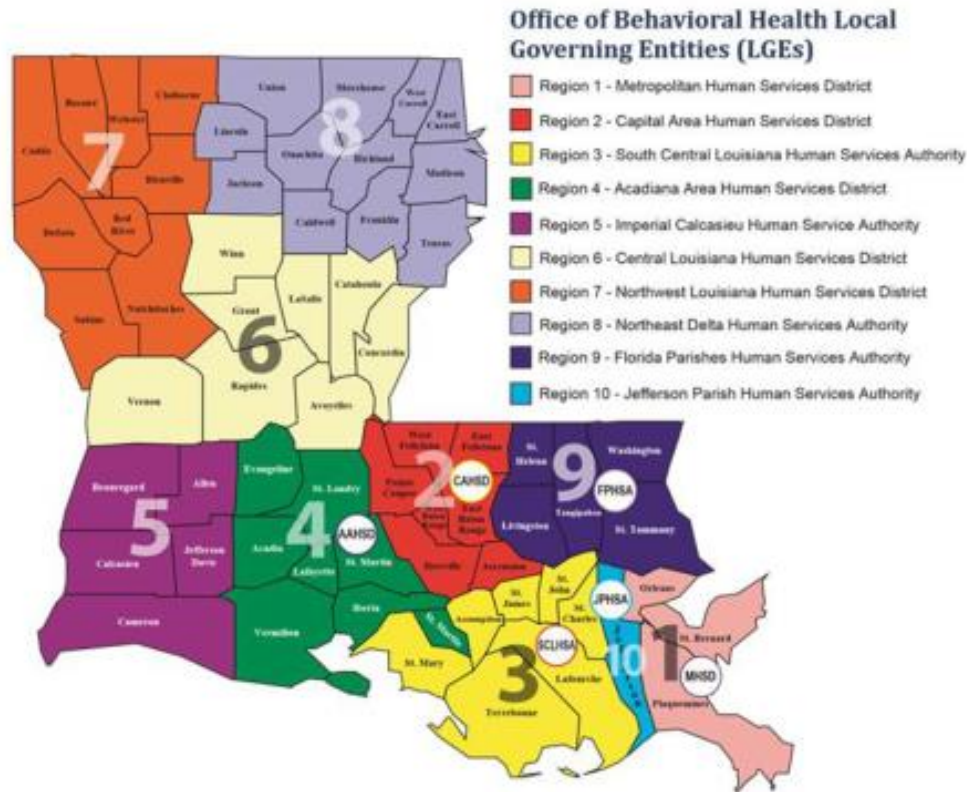 Office of Behavioral Health Local
Governing Entities (LGEs)
Region 1 - Metropolitan Human Services District
Region 2 - Capital Area Human Services District
Region 3 - South Central Louisiana Human Services Authority
Region 4 - Acadiana Area Human Services District
Region 5 - Imperial Calcasieu Human Service Authority
Region 6 - Central Louisiana Human Services District
Region 7 - Northwest Louisiana Human Services District
Region 8 - Northeast Delta Human Services Authority
Region 9 - Florida Parishes Human Services Authority
Region 10 - Jefferson Parish Human Services Authority
7
Caddo
Bossier
Webster
Claiborne
Bienville
DeSoto
Red
River
Sabine
Natchitoches
8
Union
Morehouse
West
Carroll
East
Carroll
Lincoln
Ouachita
Richland
Madison
Jackson
Caldwell
Franklin
Tensas
6
Winn
Grant
LaSalle
Catahoula
Concordia
Rapides
Vernon
Avoyelles
5
Beauregard
Allen
Calcasieu
Jefferson
Davis
Cameron
4
Evangeline
St. Landry
AAHSD
Acadia
Lafayette
St. Martin
Iberia
St. Martin
Vermilion
2
West Feliciana
East
Feliciana
CAHSD
Pointe
Coupee
East
Baton
Rouge
Iberville
Ascension
9
St.
Helena
Washington
FPHSA
Livingston
Tangipahoa
St. Tammany
3
St.
James
St.
John
St.
Charles
Assumption
SCLHSA
St. Mary
Lafourche
Terrebonne
10
JPHSA
1
Orleans
St. Bernard
MHSD
Plaquemines